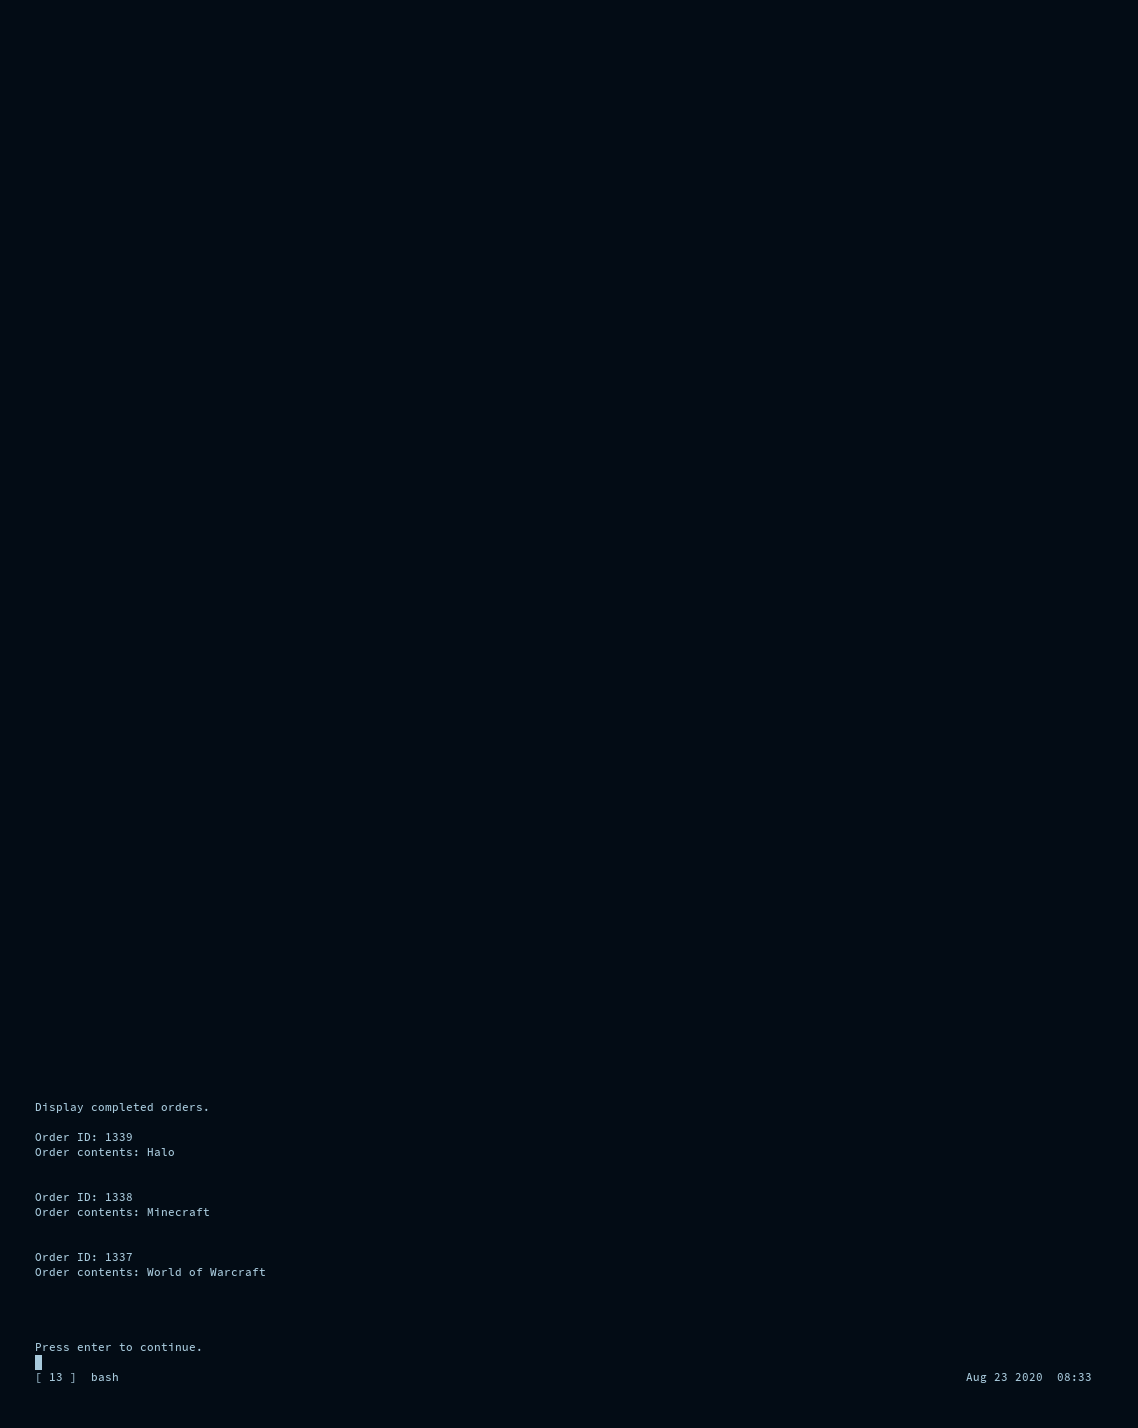 Display completed orders.
Order ID: 1339
Order contents: Halo
Order ID: 1338
Order contents: Minecraft
Order ID: 1337
Order contents: World of Warcraft
Press enter to continue.
[ 13 ]  bash Aug 23 2020  08:33